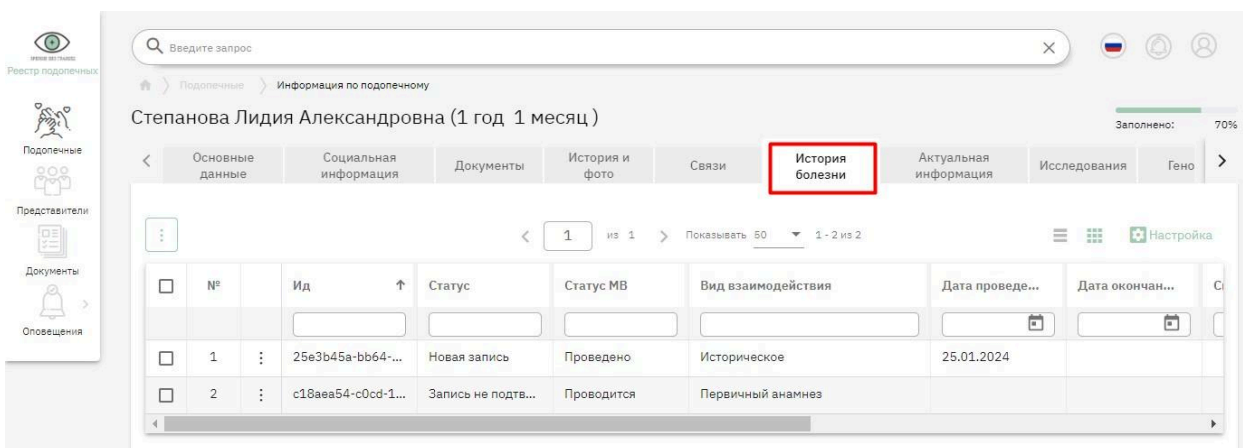 Введите запрос
Реестр подопечных
Подопечные
Информация по подопечному
Степанова Лидия Александровна (1 год 1 месяц)
Заполнено: 70%
Подопечные
Представители
Документы
Оповещения
Основные данные
Социальная информация
Документы
История и фото
Связи
История болезни
Актуальная информация
Исследования
Гено
1 из 1
Показывать 50
1 - 2 из 2
Настройка
№ Ид Статус Статус МВ Вид взаимодействия Дата проведе... Дата окончан...
1 25e3b45a-bb64-... Новая запись Проведено Историческое 25.01.2024
2 c18aea54-c0cd-1... Запись не подтв... Проводится Первичный анамнез